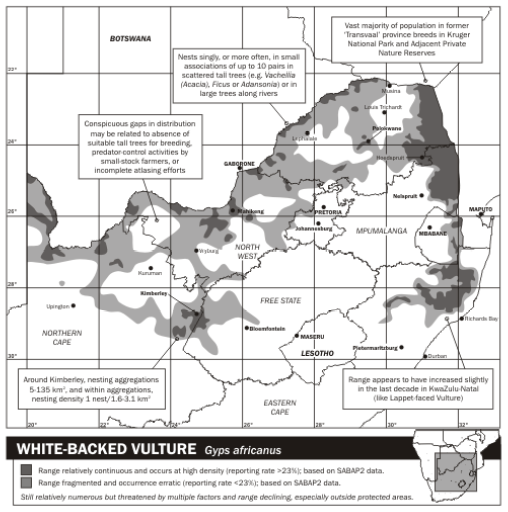 BOTSWANA
Vast majority of population in former
'Transvaal' province breeds in Kruger
National Park and Adjacent Private
Nature Reserves
Nests singly, or more often, in small
associations of up to 10 pairs in
scattered tall trees (e.g. Vachellia
(Acacia), Ficus or Adansonia) or in
large trees along rivers
Conspicuous gaps in distribution
may be related to absence of
suitable tall trees for breeding,
predator-control activities by
small-stock farmers, or
incomplete atlasing efforts
Musina
Louis Trichardt
Polokwane
Lephalale
Hoedspruit
24°
GABORONE
Nelspruit
Mahikeng
PRETORIA
MAPUTO
26°
Johannesburg
MPUMALANGA
MBABANE
Vryburg
NORTH
WEST
Kuruman
28°
Kimberley
FREE STATE
Upington
Richards Bay
Bloemfontein
NORTHERN
CAPE
MASERU
LESOTHO
Pietermaritzburg
Durban
30°
Around Kimberley, nesting aggregations
5-135 km², and within aggregations,
nesting density 1 nest/1.6-3.1 km²
EASTERN
CAPE
Range appears to have increased slightly
in the last decade in KwaZulu-Natal
(like Lappet-faced Vulture)
20° 22° 24° 26° 28° 30° 32°
WHITE-BACKED VULTURE Gyps africanus
Range relatively continuous and occurs at high density (reporting rate >23%); based on SABAP2 data.
Range fragmented and occurrence erratic (reporting rate <23%); based on SABAP2 data.
Still relatively numerous but threatened by multiple factors and range declining, especially outside protected areas.